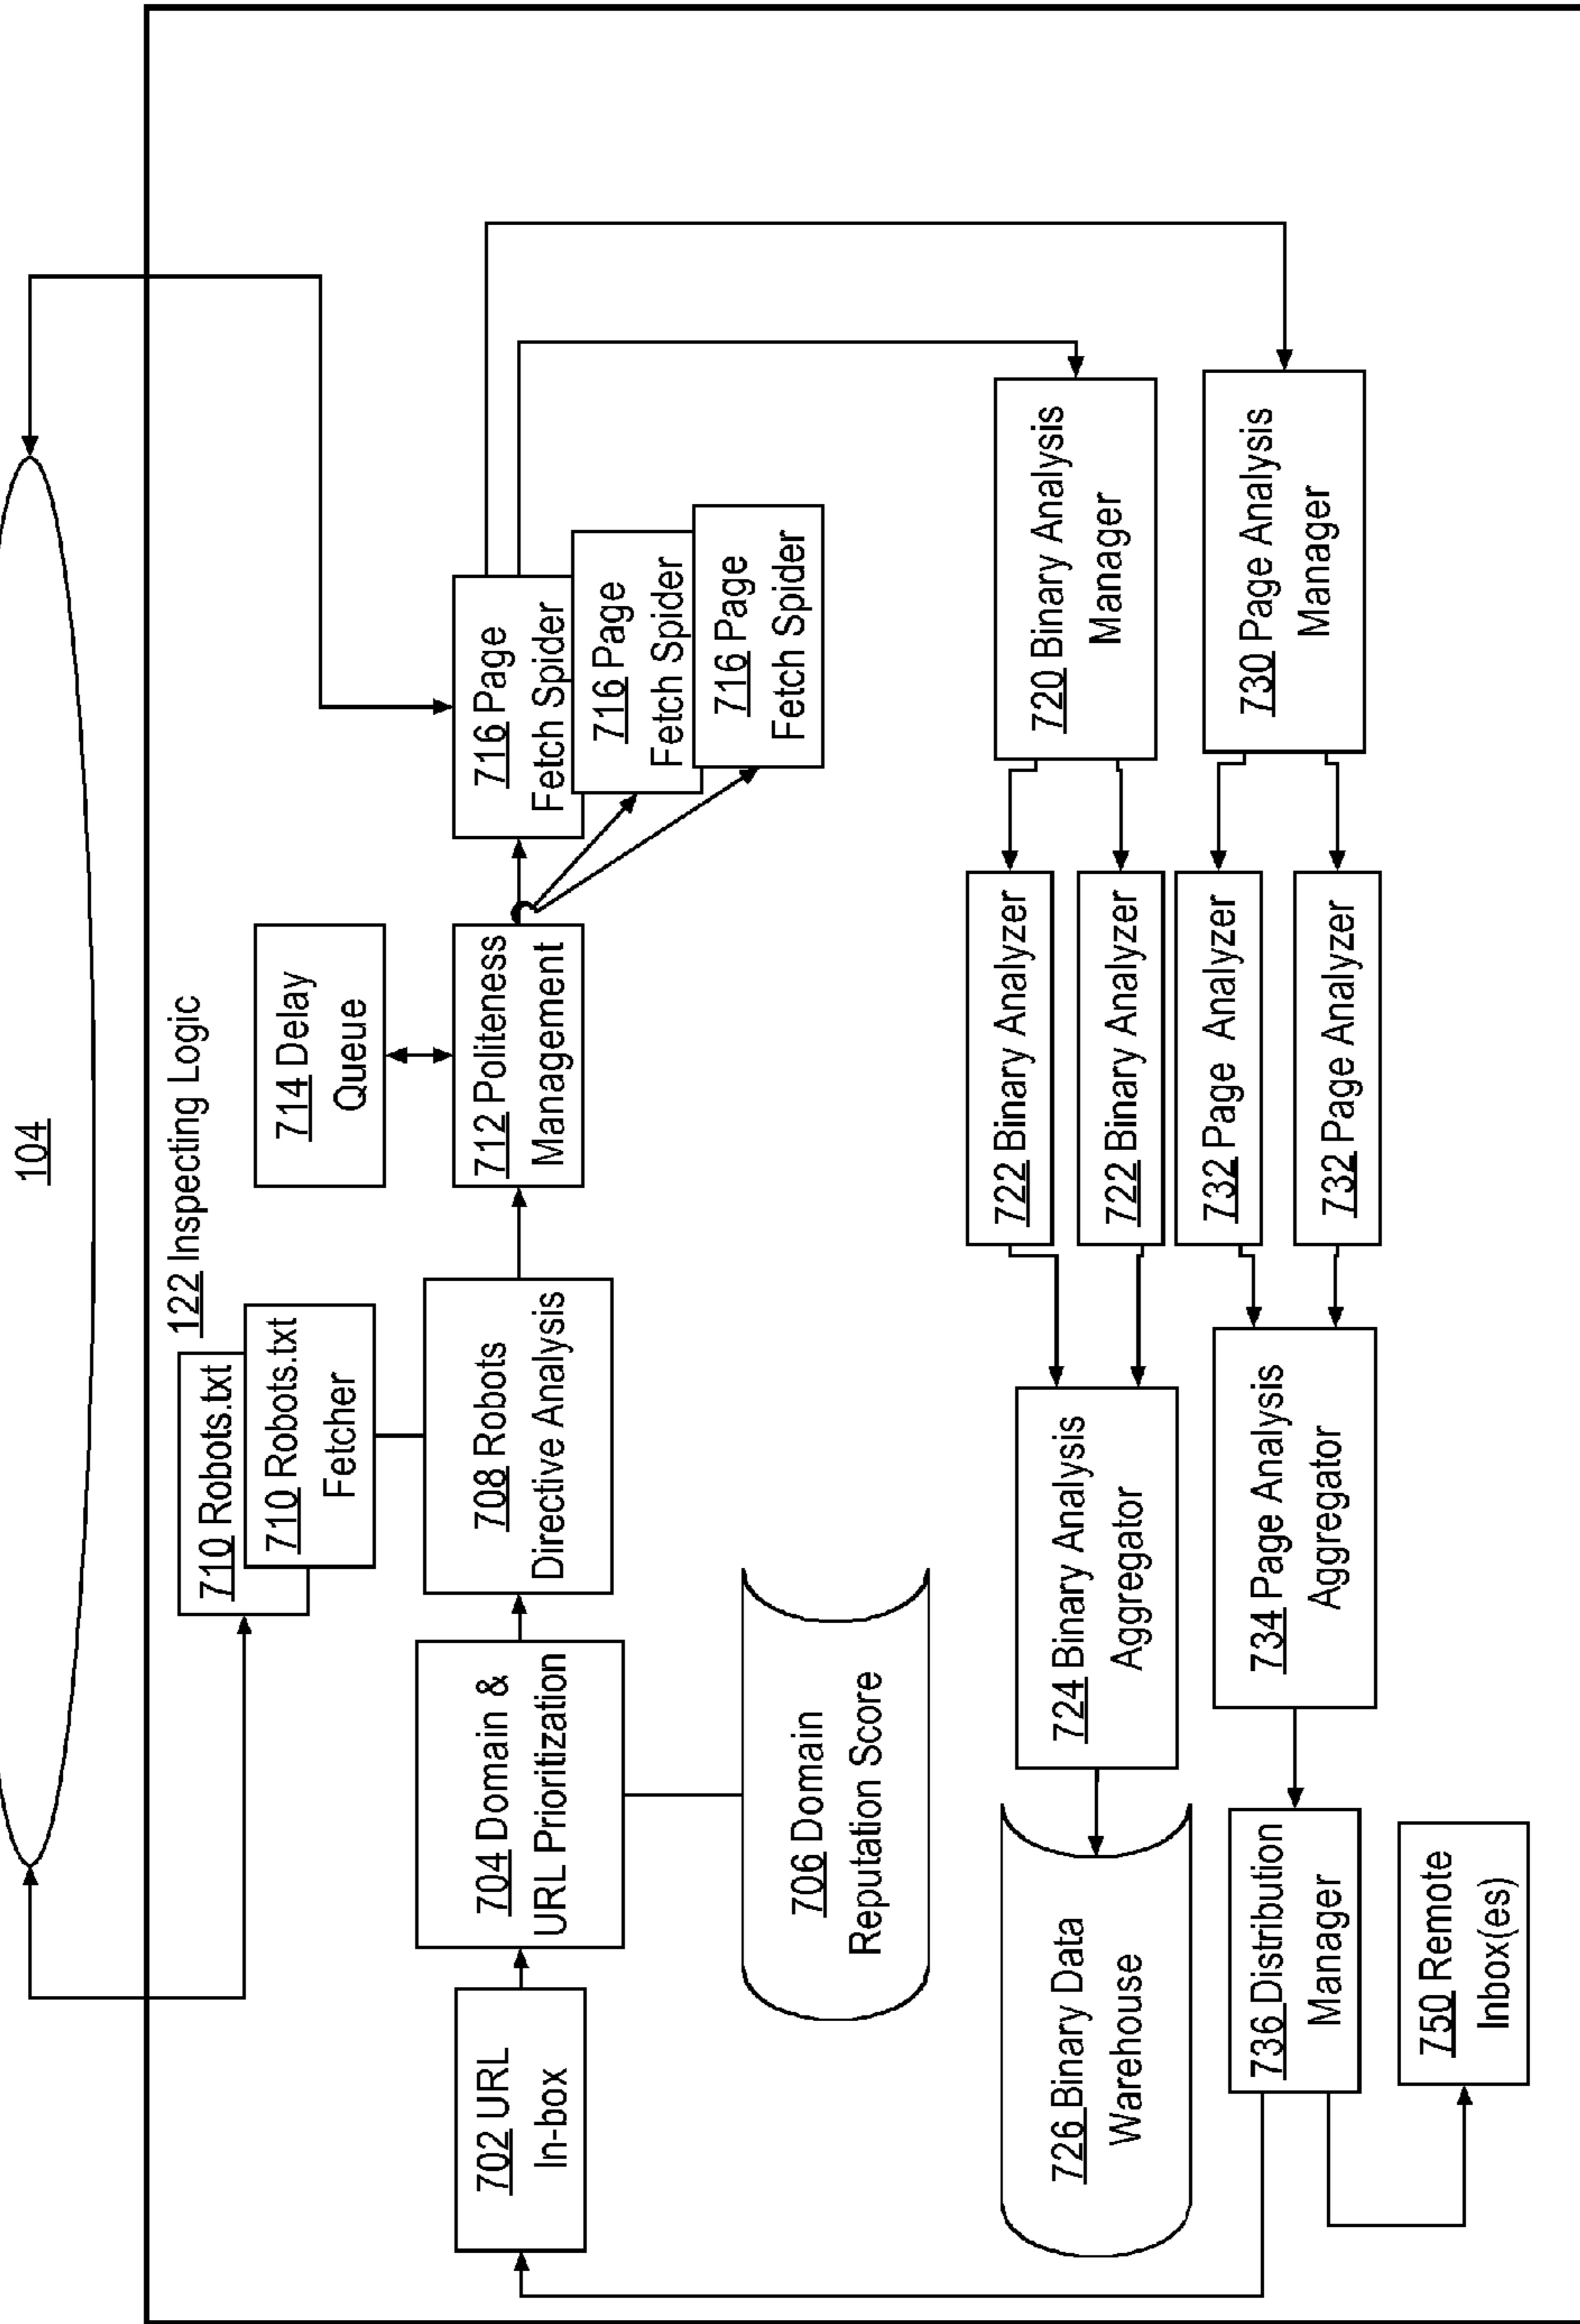 104
122 Inspecting Logic
710 Robots.txt
710 Robots.txt
Fetcher
714 Delay
Queue
702 URL
In-box
704 Domain &
URL Prioritization
708 Robots
Directive Analysis
712 Politeness
Management
716 Page
Fetch Spider
716 Page
Fetch Spider
716 Page
Fetch Spider
706 Domain
Reputation Score
726 Binary Data
Warehouse
724 Binary Analysis
Aggregator
722 Binary Analyzer
722 Binary Analyzer
720 Binary Analysis
Manager
736 Distribution
Manager
734 Page Analysis
Aggregator
732 Page Analyzer
732 Page Analyzer
730 Page Analysis
Manager
750 Remote
Inbox(es)